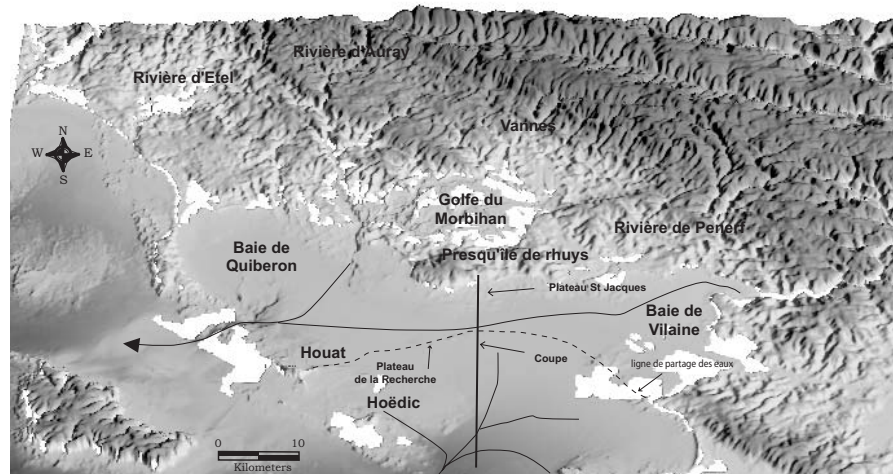 Rivière d'Auray
Rivière d'Etel
Vannes
N
W E
S
Golfe du
Morbihan
Rivière de Penerf
Baie de
Quiberon
Presqu'ilé de rhuys
Plateau St Jacques
Baie de
Vilaine
Houat
Plateau
de la Recherche
Coupe
ligne de partage des eaux
Hoëdic
0 10
Kilometers